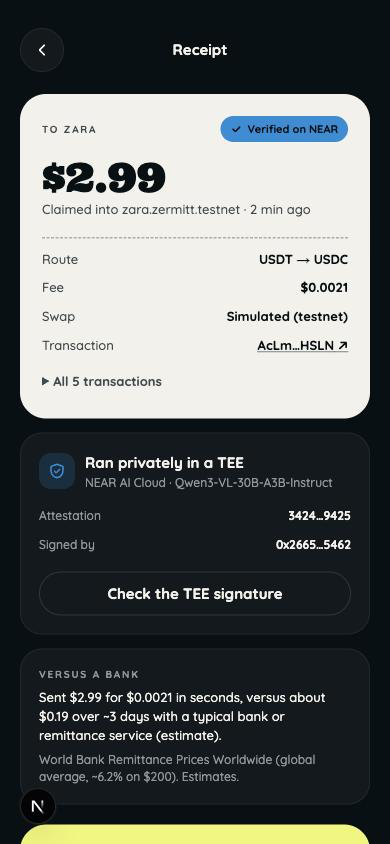 Receipt
TO ZARA
✓ Verified on NEAR
$2.99
Claimed into zara.zermitt.testnet · 2 min ago
Route USDT → USDC
Fee $0.0021
Swap Simulated (testnet)
Transaction AcLm…HSLN ↗
▶ All 5 transactions
Ran privately in a TEE
NEAR AI Cloud · Qwen3-VL-30B-A3B-Instruct
Attestation 3424…9425
Signed by 0x2665…5462
Check the TEE signature
VERSUS A BANK
Sent $2.99 for $0.0021 in seconds, versus about
$0.19 over ~3 days with a typical bank or
remittance service (estimate).
World Bank Remittance Prices Worldwide (global
average, ~6.2% on $200). Estimates.
N